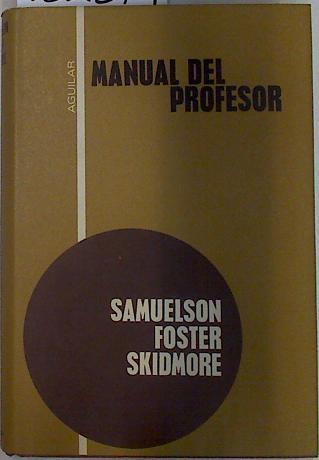 AGUILAR
MANUAL DEL
PROFESOR
SAMUELSON
FOSTER
SKIDMORE